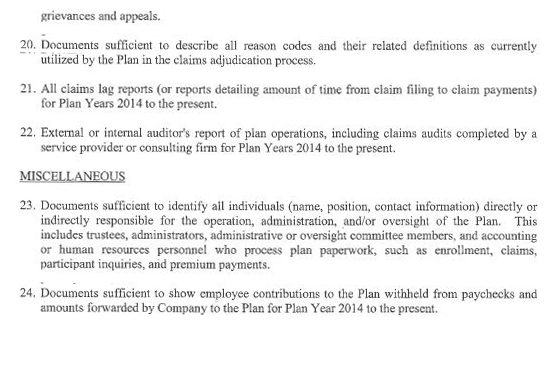 grievances and appeals.
20. Documents sufficient to describe all reason codes and their related definitions as currently
utilized by the Plan in the claims adjudication process.
21. All claims lag reports (or reports detailing amount of time from claim filing to claim payments)
for Plan Years 2014 to the present.
22. External or internal auditor's report of plan operations, including claims audits completed by a
service provider or consulting firm for Plan Years 2014 to the present.
MISCELLANEOUS
23. Documents sufficient to identify all individuals (name, position, contact information) directly or
indirectly responsible for the operation, administration, and/or oversight of the Plan. This
includes trustees, administrators, administrative or oversight committee members, and accounting
or human resources personnel who process plan paperwork, such as enrollment, claims,
participant inquiries, and premium payments.
24. Documents sufficient to show employee contributions to the Plan withheld from paychecks and
amounts forwarded by Company to the Plan for Plan Year 2014 to the present.